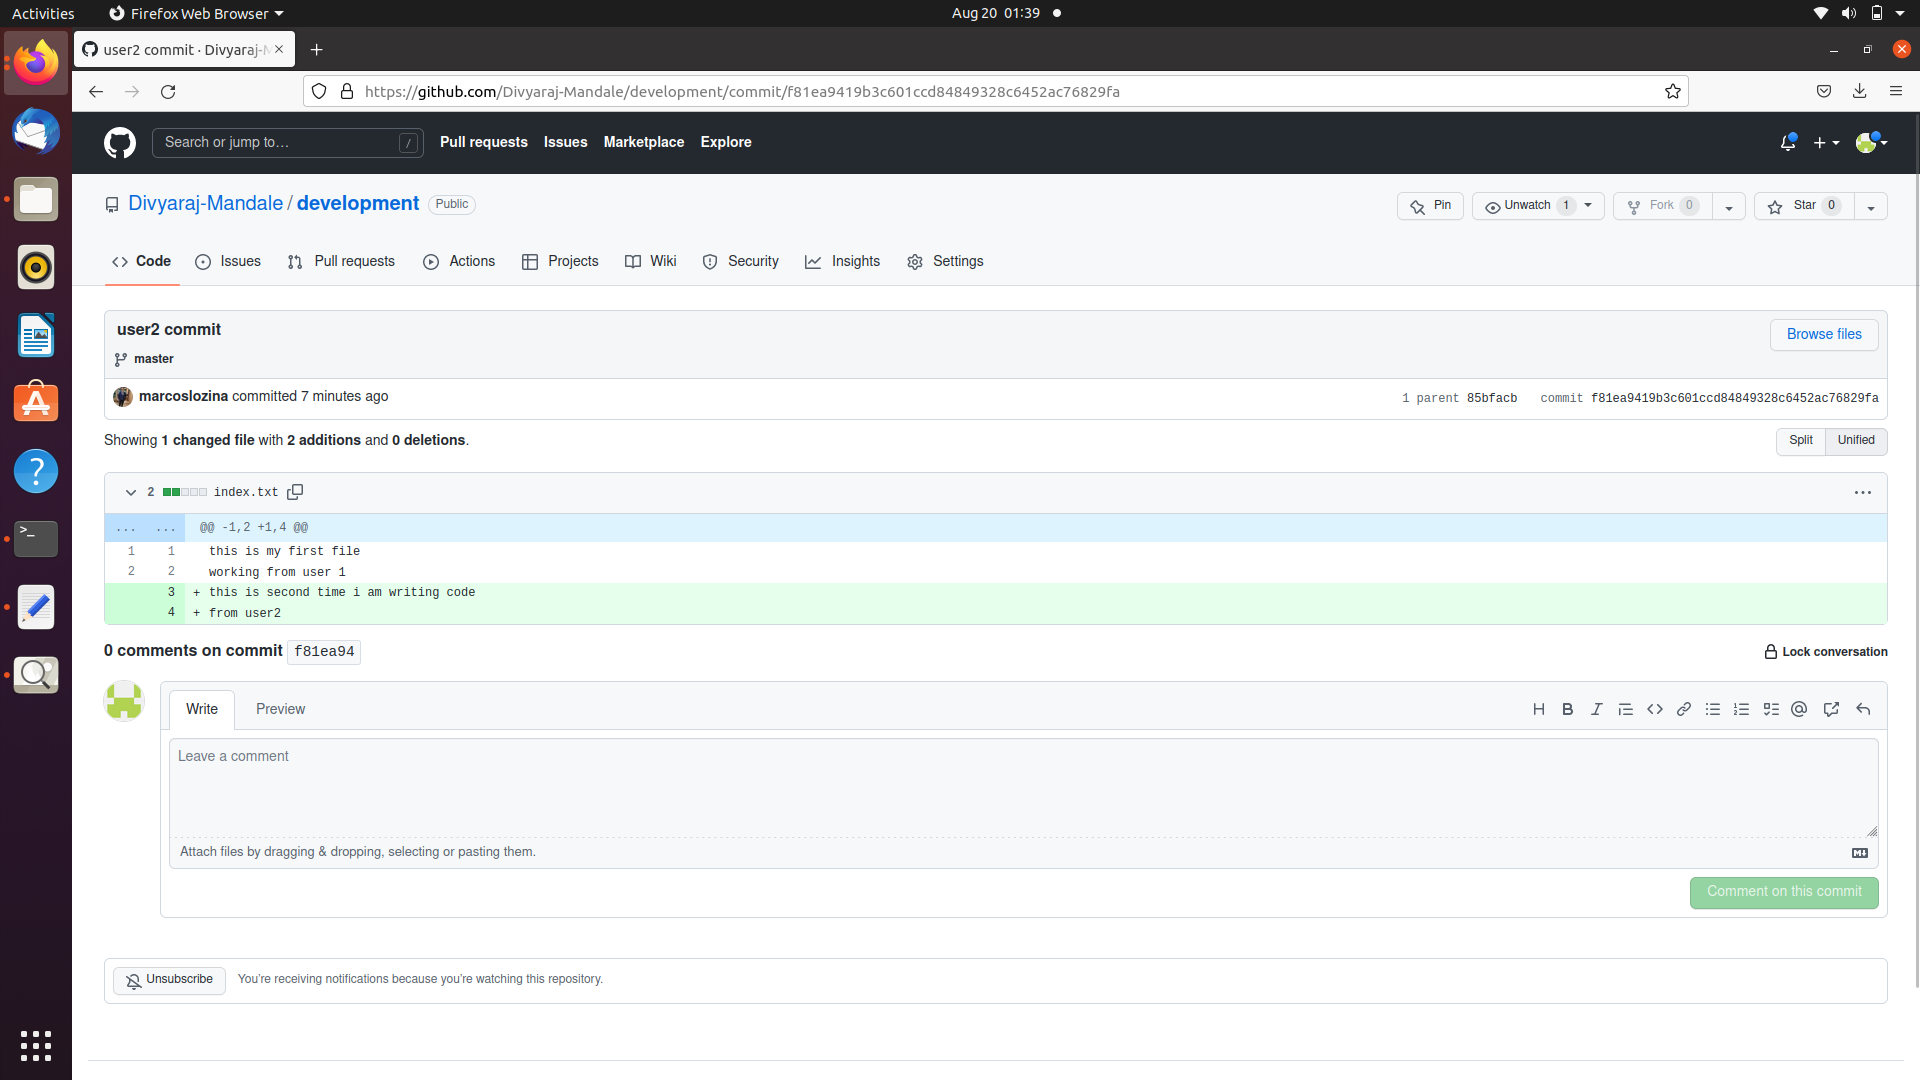 Activities Firefox Web Browser Aug 20 01:39
user2 commit · Divyaraj-M
https://github.com/Divyaraj-Mandale/development/commit/f81ea9419b3c601ccd84849328c6452ac76829fa
Search or jump to… / Pull requests Issues Marketplace Explore
Divyaraj-Mandale / development Public Pin Unwatch 1 Fork 0 Star 0
Code Issues Pull requests Actions Projects Wiki Security Insights Settings
user2 commit Browse files
master
marcoslozina committed 7 minutes ago 1 parent 85bfacb commit f81ea9419b3c601ccd84849328c6452ac76829fa
Showing 1 changed file with 2 additions and 0 deletions. Split Unified
2 index.txt
... ... @@ -1,2 +1,4 @@
1 1 this is my first file
2 2 working from user 1
3 + this is second time i am writing code
4 + from user2
0 comments on commit f81ea94 Lock conversation
Write Preview
Leave a comment
Attach files by dragging & dropping, selecting or pasting them.
Comment on this commit
Unsubscribe You're receiving notifications because you're watching this repository.